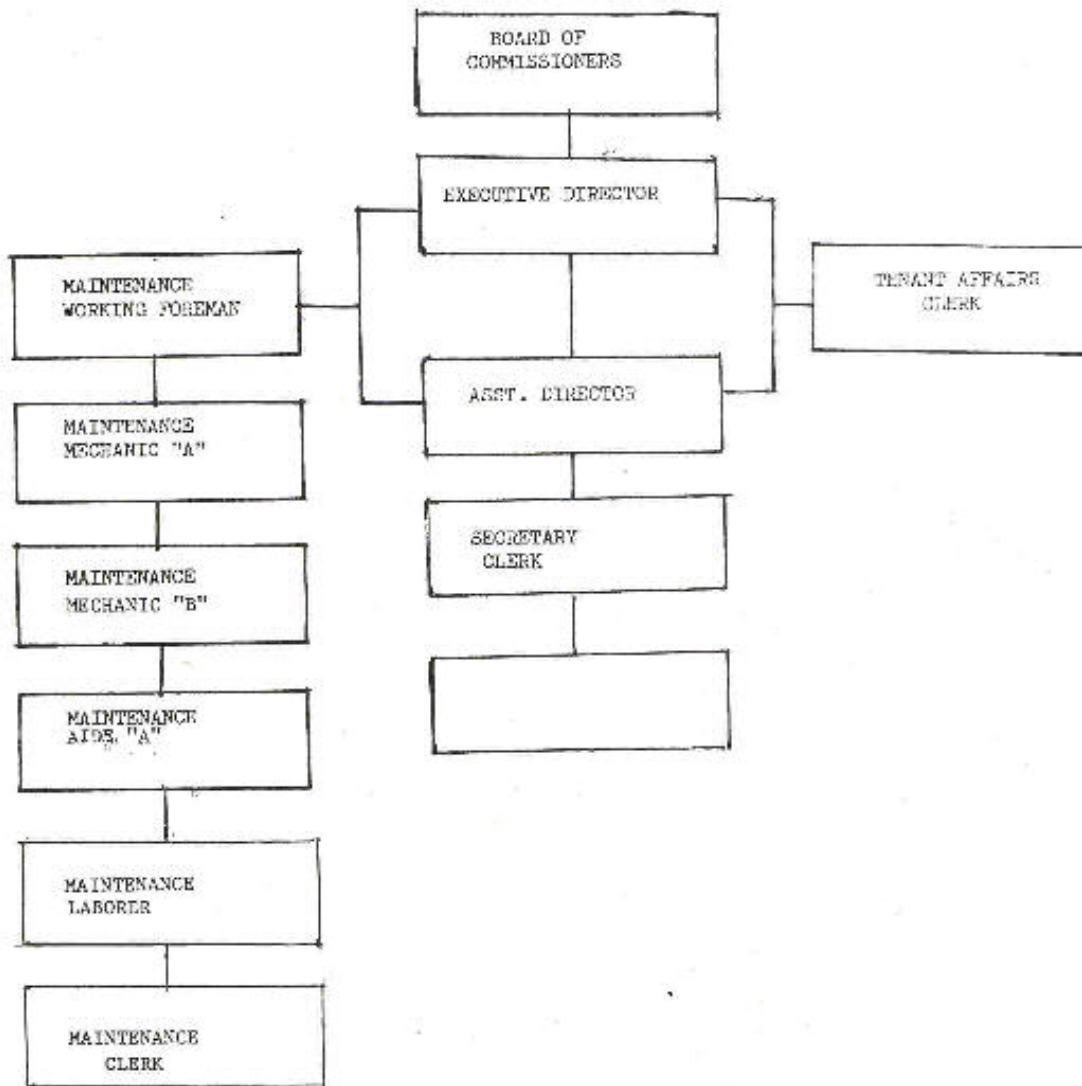 BOARD OF
COMMISSIONERS
EXECUTIVE DIRECTOR
MAINTENANCE
WORKING FOREMAN
TENANT AFFAIRS
CLERK
ASST. DIRECTOR
MAINTENANCE
MECHANIC "A"
SECRETARY
CLERK
MAINTENANCE
MECHANIC "B"
MAINTENANCE
AIDE "A"
MAINTENANCE
LABORER
MAINTENANCE
CLERK